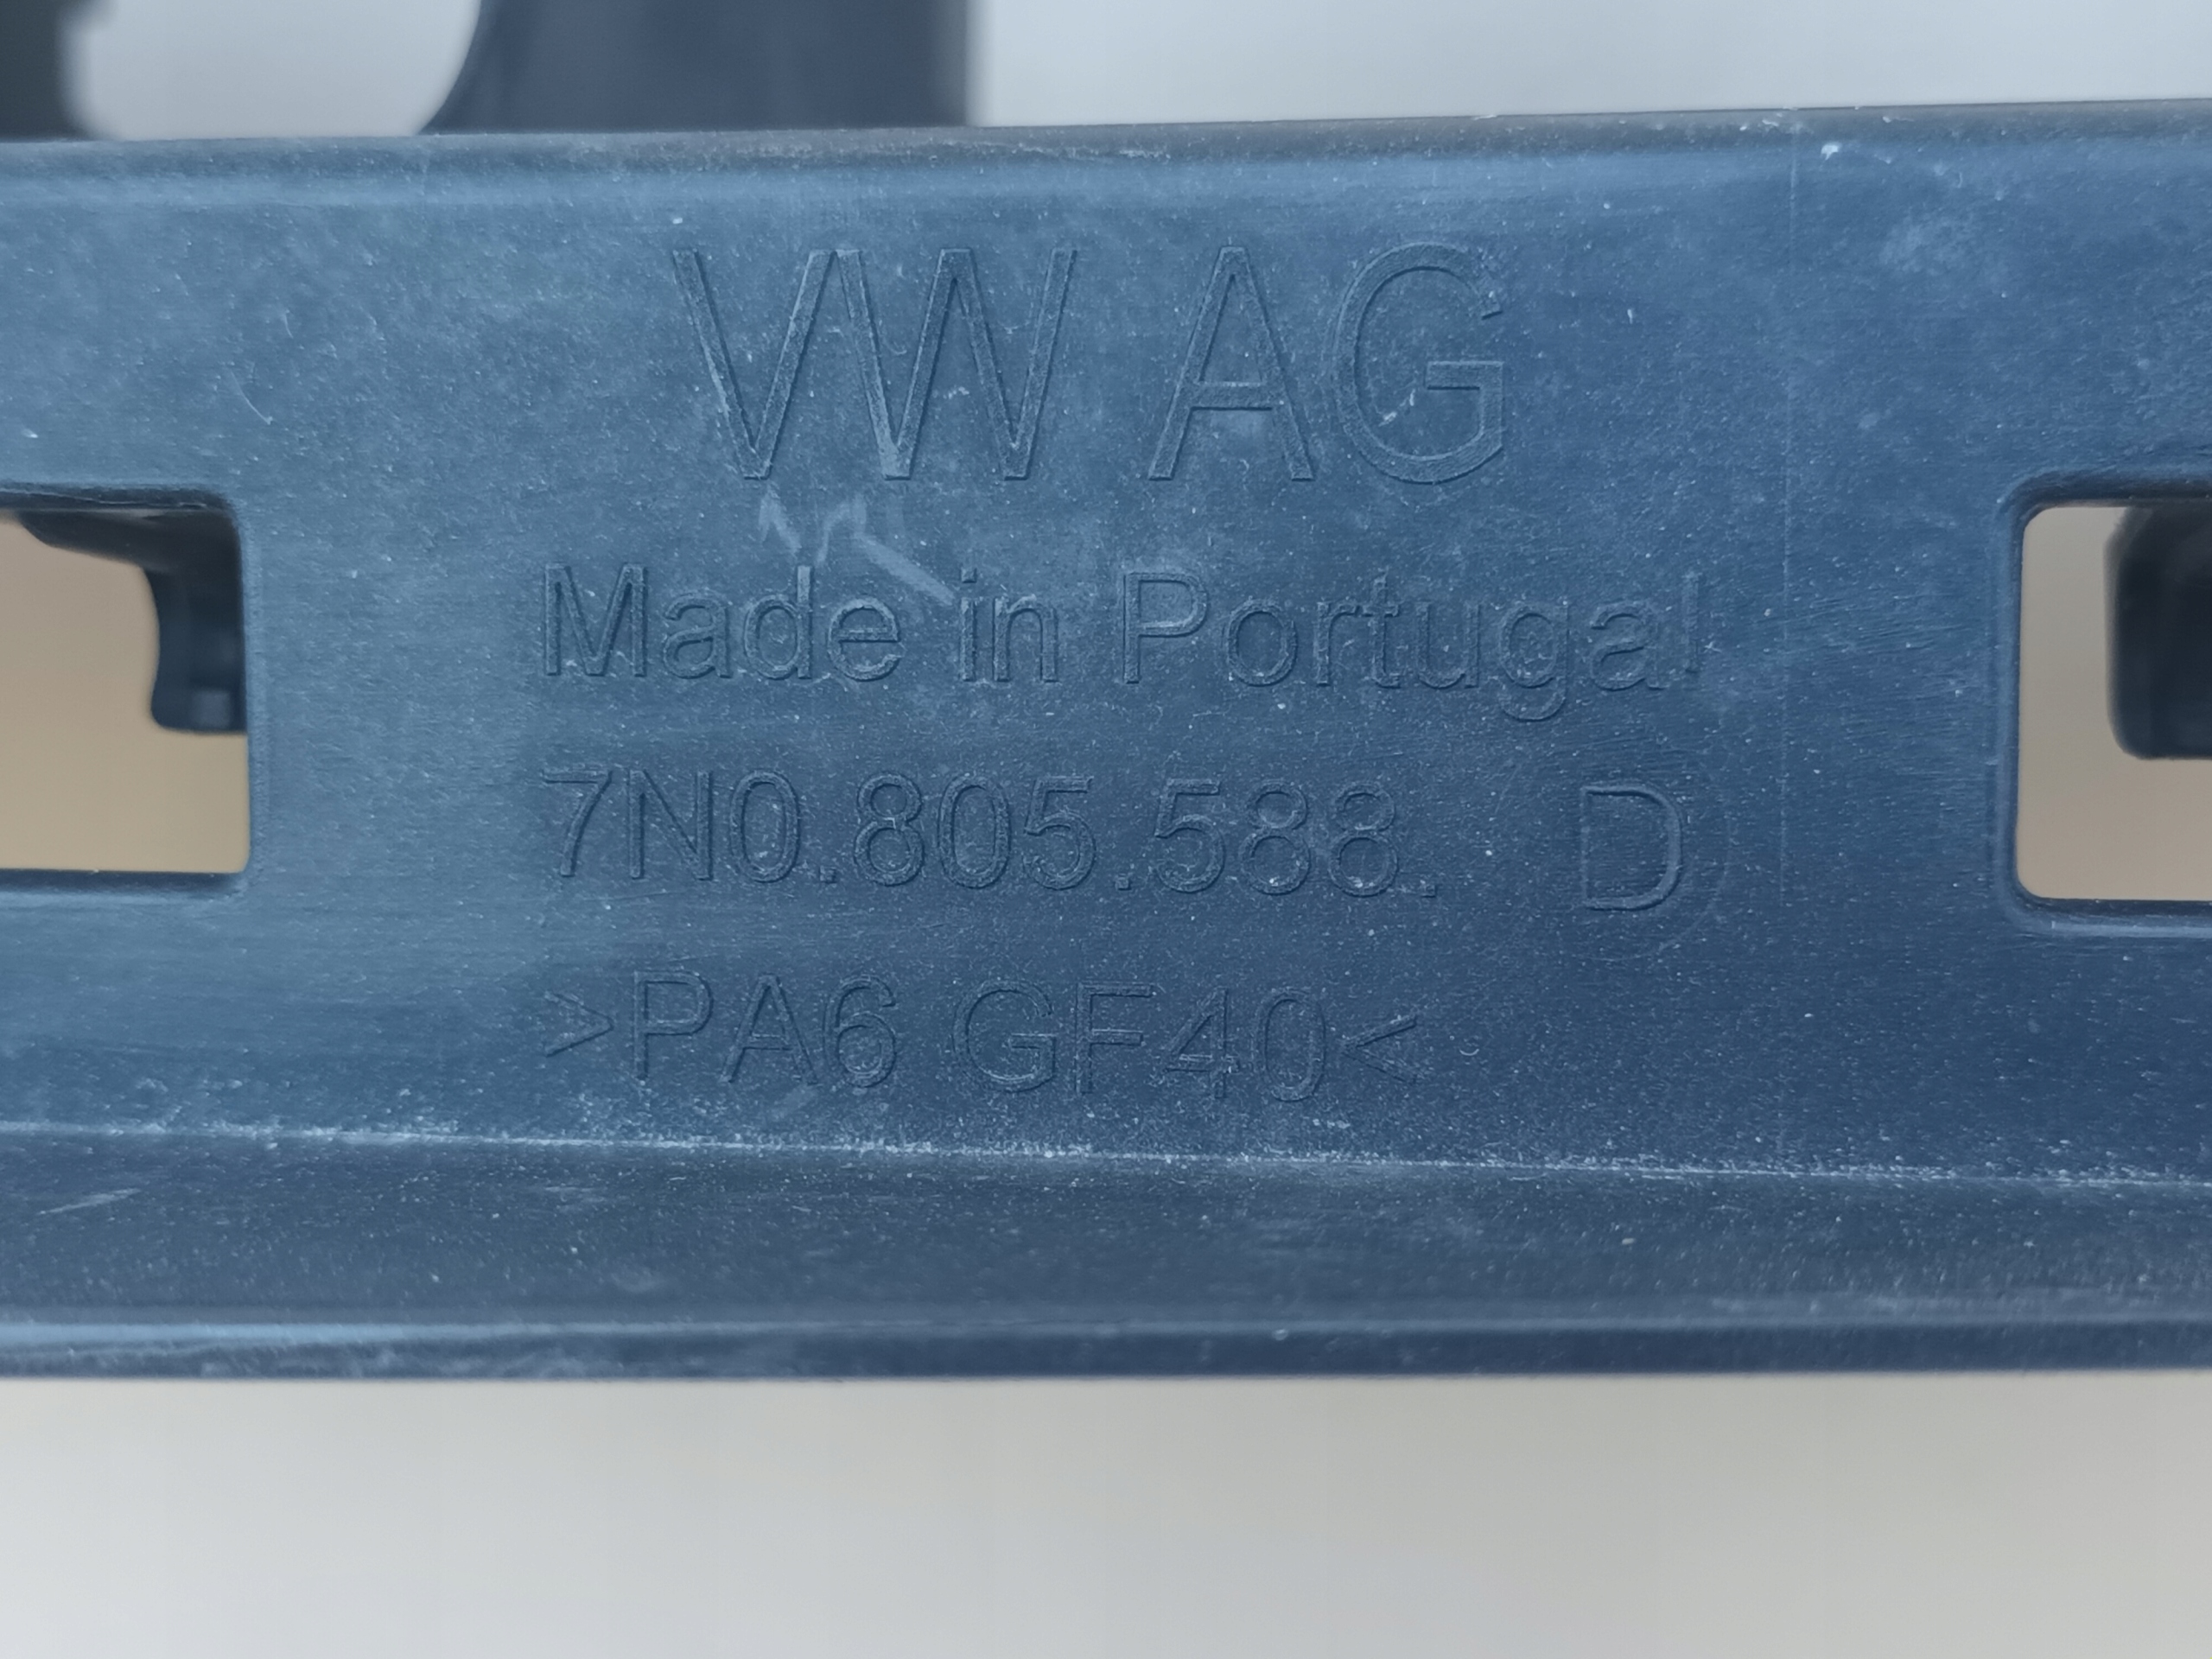 VW AG
Made in Portugal
7N0.805.588. D
>PA6 GF40<